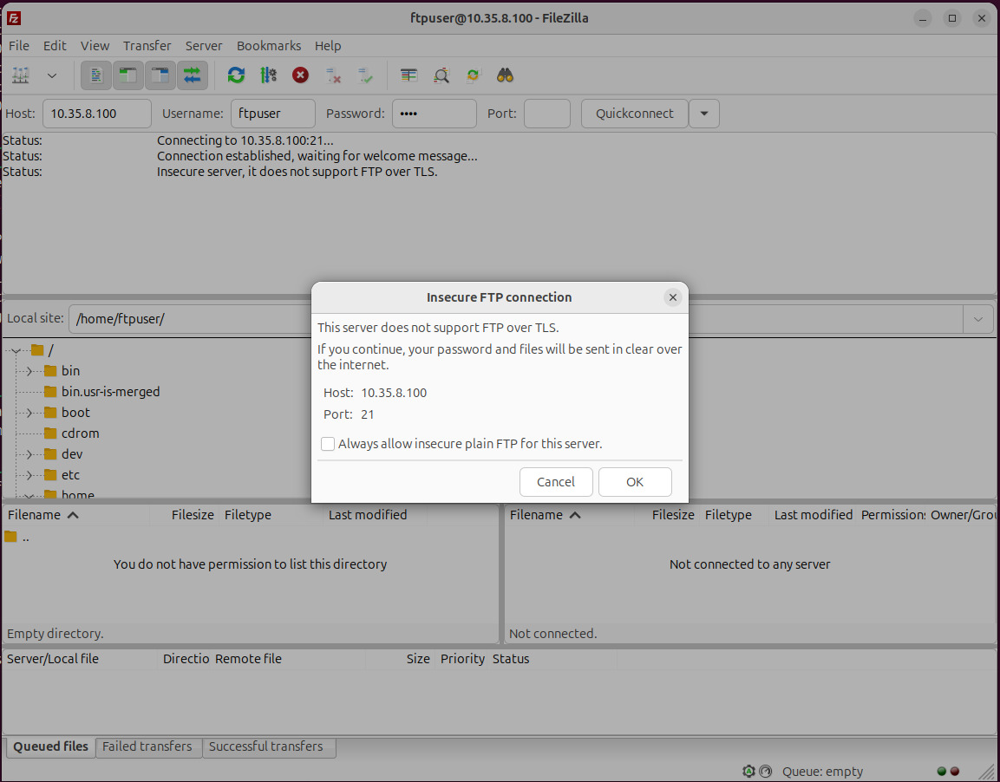 ftpuser@10.35.8.100 - FileZilla
File Edit View Transfer Server Bookmarks Help
Host: 10.35.8.100 Username: ftpuser Password: •••• Port: Quickconnect
Status: Connecting to 10.35.8.100:21...
Status: Connection established, waiting for welcome message...
Status: Insecure server, it does not support FTP over TLS.
Insecure FTP connection
This server does not support FTP over TLS.
If you continue, your password and files will be sent in clear over
the internet.
Host: 10.35.8.100
Port: 21
Always allow insecure plain FTP for this server.
Cancel OK
Local site: /home/ftpuser/
/
bin
bin.usr-is-merged
boot
cdrom
dev
etc
home
Filename Filesize Filetype Last modified
..
You do not have permission to list this directory
Empty directory.
Filename Filesize Filetype Last modified Permissions Owner/Grou
Not connected to any server
Not connected.
Server/Local file Directio Remote file Size Priority Status
Queued files Failed transfers Successful transfers
Queue: empty